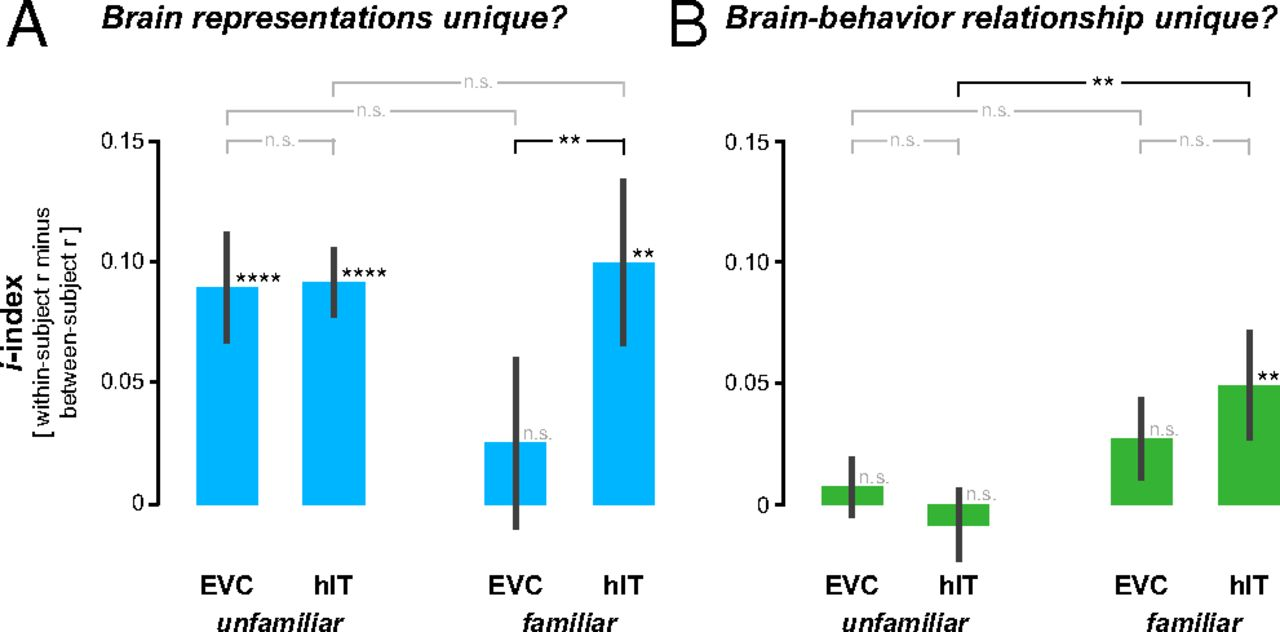 A
Brain representations unique?
n.s.
n.s.
n.s.
**
0.15
0.10
0.05
0
i-index
[ within-subject r minus
between-subject r ]
****
****
n.s.
**
EVC
hIT
EVC
hIT
unfamiliar
familiar
B
Brain-behavior relationship unique?
**
n.s.
n.s.
n.s.
0.15
0.10
0.05
0
n.s.
n.s.
n.s.
**
EVC
hIT
EVC
hIT
unfamiliar
familiar